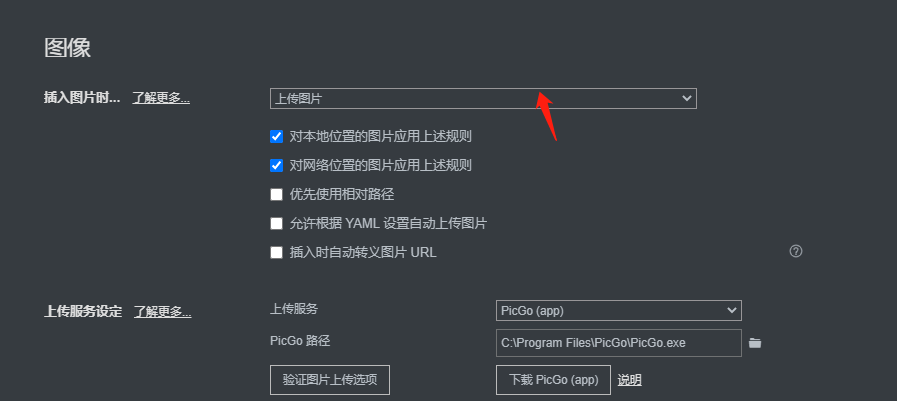 图像
插入图片时... 了解更多... 上传图片
对本地位置的图片应用上述规则
对网络位置的图片应用上述规则
优先使用相对路径
允许根据 YAML 设置自动上传图片
插入时自动转义图片 URL ?
上传服务设定 了解更多... 上传服务 PicGo (app)
PicGo 路径 C:\Program Files\PicGo\PicGo.exe
验证图片上传选项 下载 PicGo (app) 说明